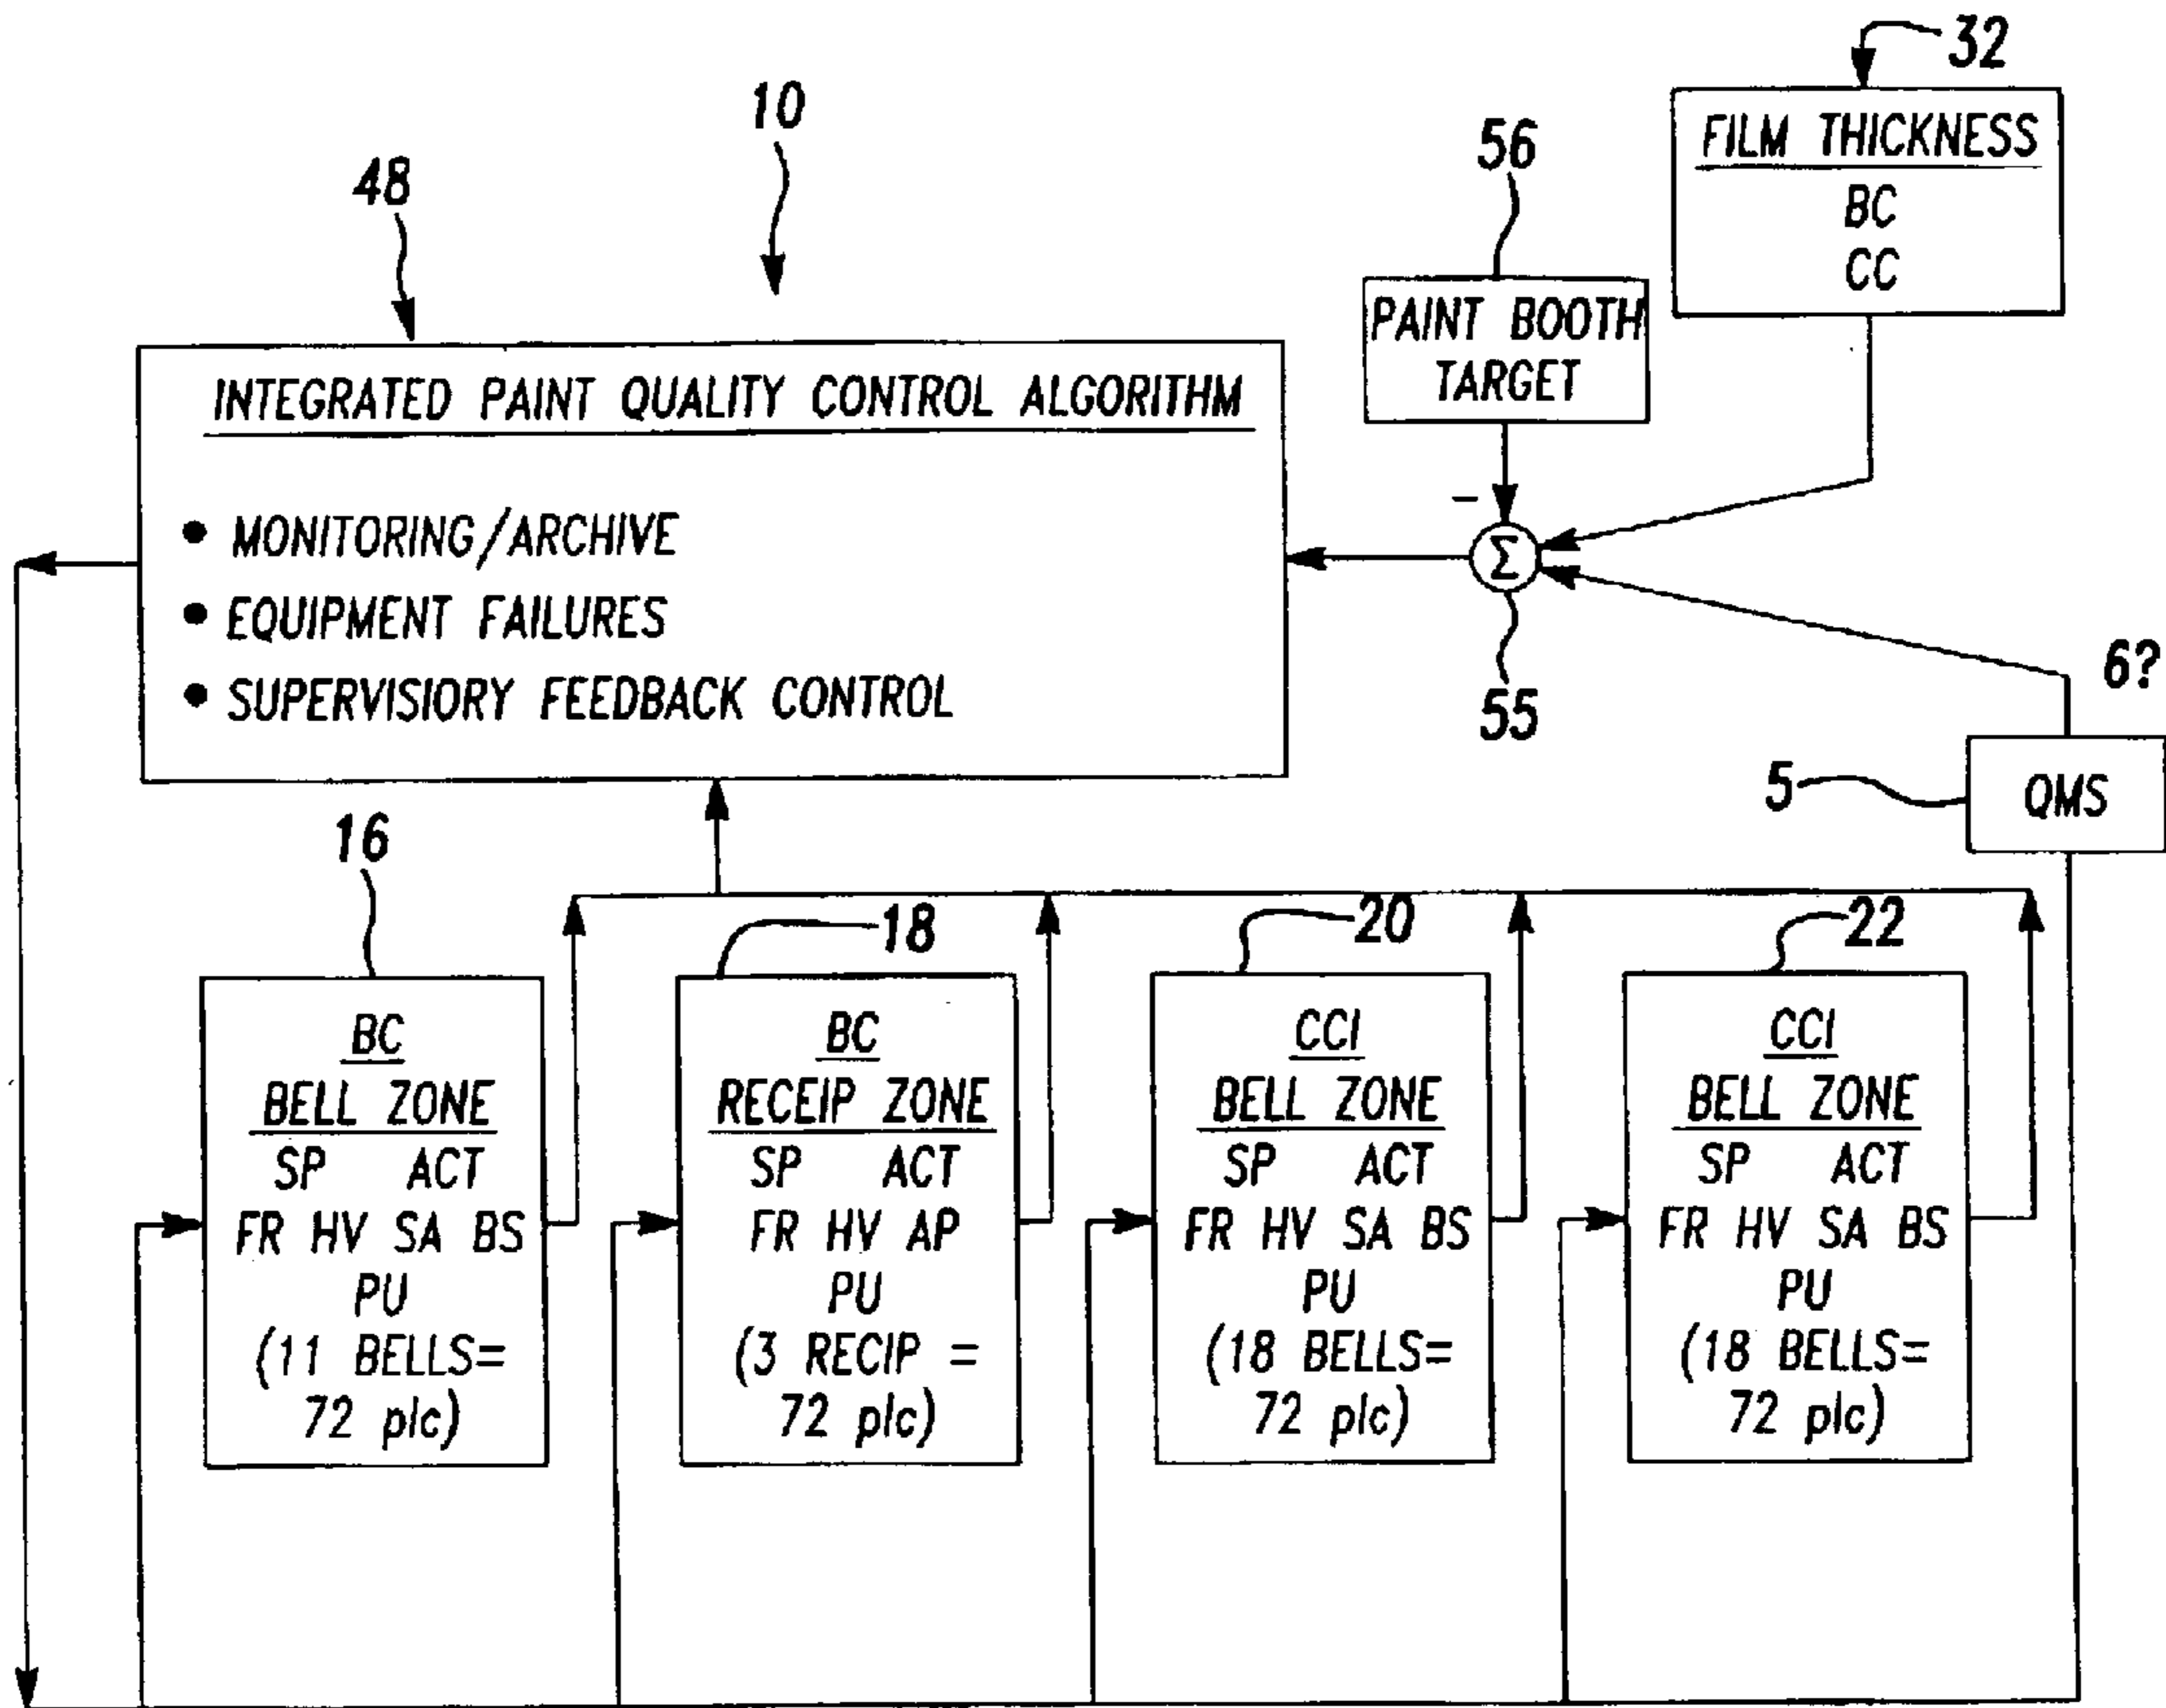 32
FILM THICKNESS
BC
CC
10
56
48
PAINT BOOTH
TARGET
INTEGRATED PAINT QUALITY CONTROL ALGORITHM
–
Σ
• MONITORING/ARCHIVE
• EQUIPMENT FAILURES
• SUPERVISIORY FEEDBACK CONTROL
55
6?
5
QMS
16
18
20
22
BC
BELL ZONE
SP ACT
FR HV SA BS
PU
(11 BELLS=
72 plc)
BC
RECEIP ZONE
SP ACT
FR HV AP
PU
(3 RECIP =
72 plc)
CCI
BELL ZONE
SP ACT
FR HV SA BS
PU
(18 BELLS=
72 plc)
CCI
BELL ZONE
SP ACT
FR HV SA BS
PU
(18 BELLS=
72 plc)